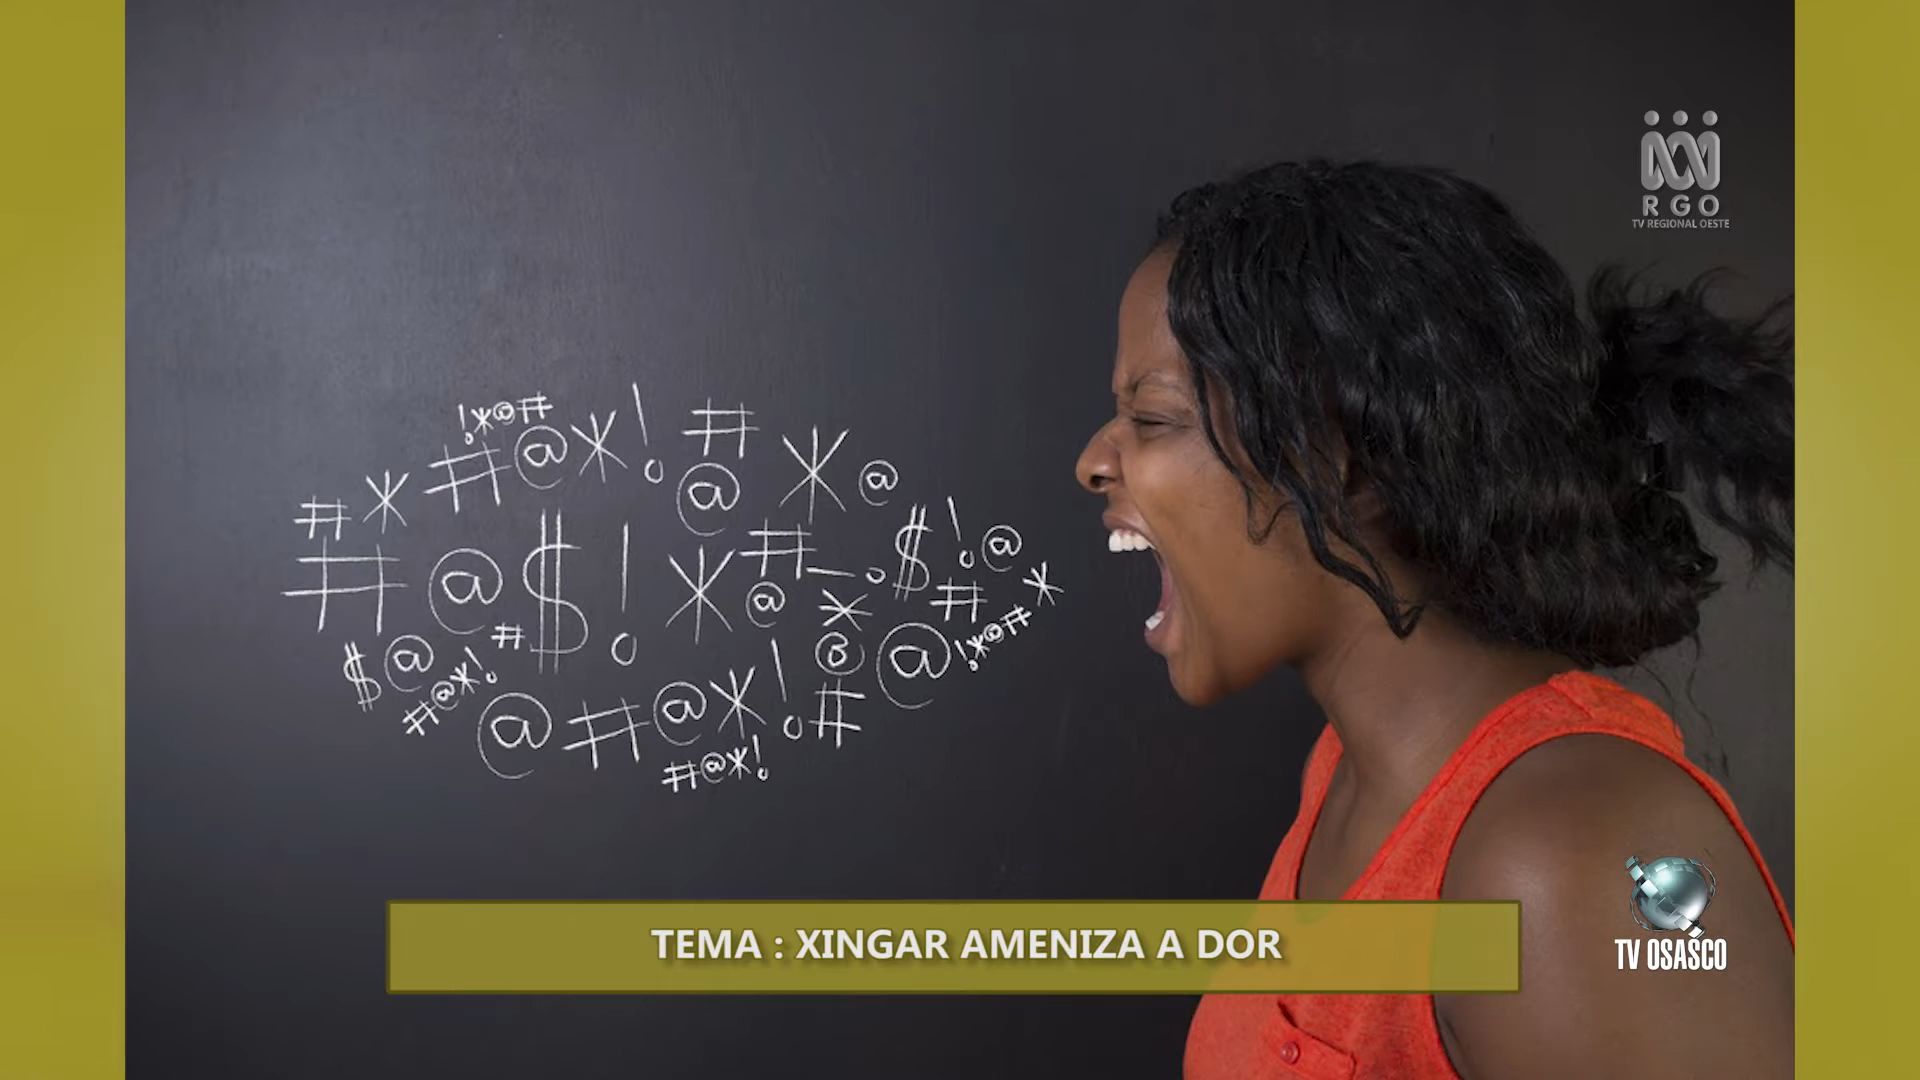 RGO
TV REGIONAL OESTE
!*@#
#*#@*!#
@*@
#@$!*#_.$!@
@*#*
$@#@!*@#
#@*!
@#@*!#
#@*!
TEMA : XINGAR AMENIZA A DOR
TV OSASCO